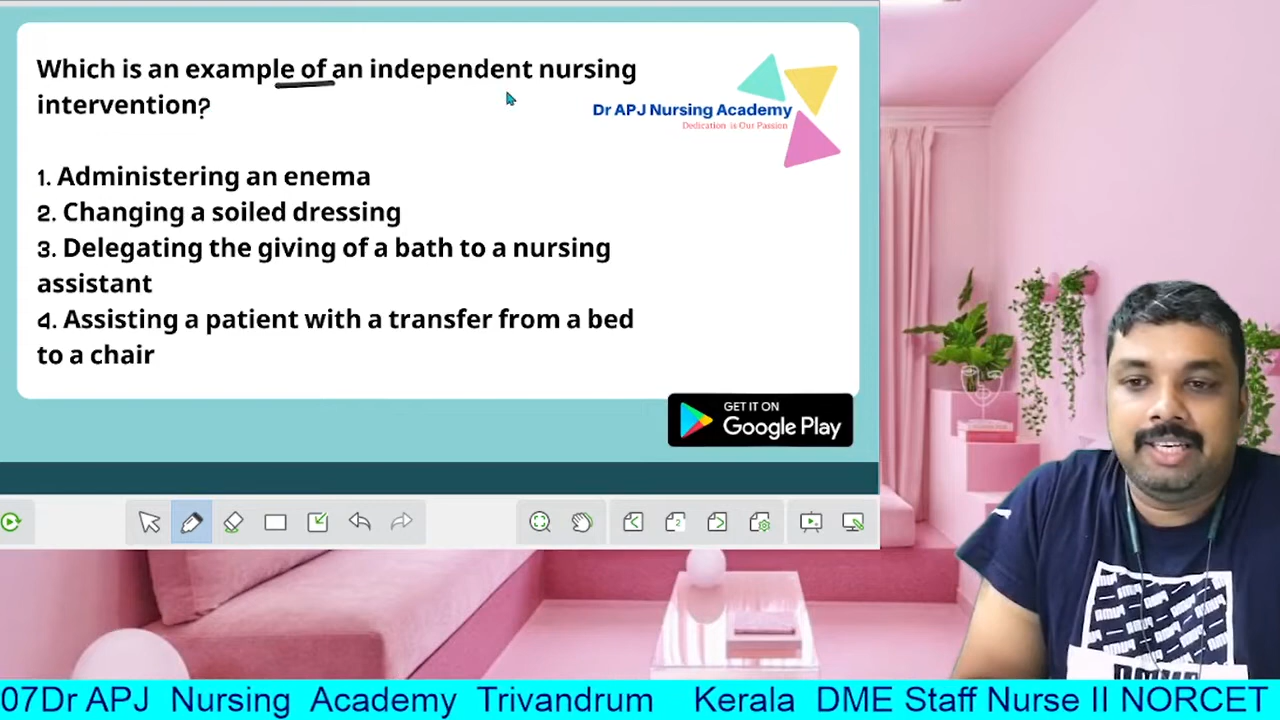 Which is an example of an independent nursing
intervention?
Dr APJ Nursing Academy
Dedication is Our Passion
1. Administering an enema
2. Changing a soiled dressing
3. Delegating the giving of a bath to a nursing
assistant
4. Assisting a patient with a transfer from a bed
to a chair
GET IT ON
Google Play
2
07Dr APJ Nursing Academy Trivandrum Kerala DME Staff Nurse II NORCET